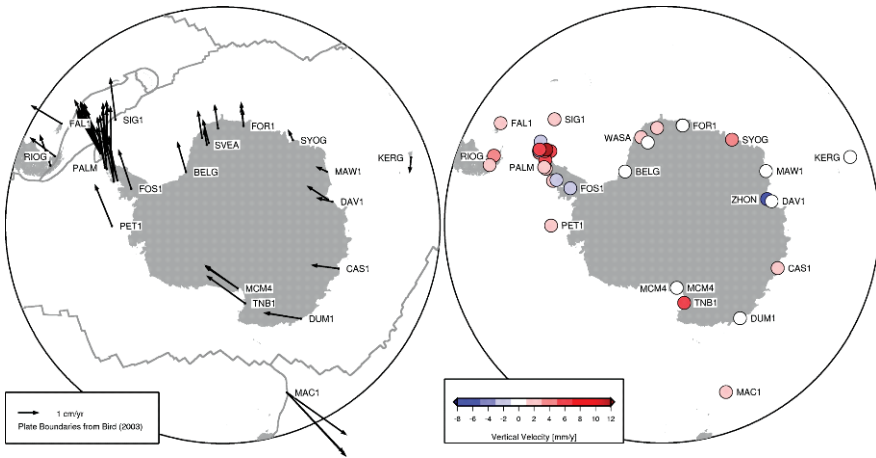 FAL1
SIG1
RIOG
PALM
FOS1
BELG
SVEA
FOR1
SYOG
MAW1
KERG
DAV1
PET1
CAS1
MCM4
TNB1
DUM1
MAC1
1 cm/yr
Plate Boundaries from Bird (2003)
FAL1
SIG1
RIOG
PALM
WASA
FOR1
SYOG
KERG
BELG
FOS1
MAW1
ZHON
DAV1
PET1
CAS1
MCM4
MCM4
TNB1
DUM1
MAC1
-8 -6 -4 -2 0 2 4 6 8 10 12
Vertical Velocity [mm/y]